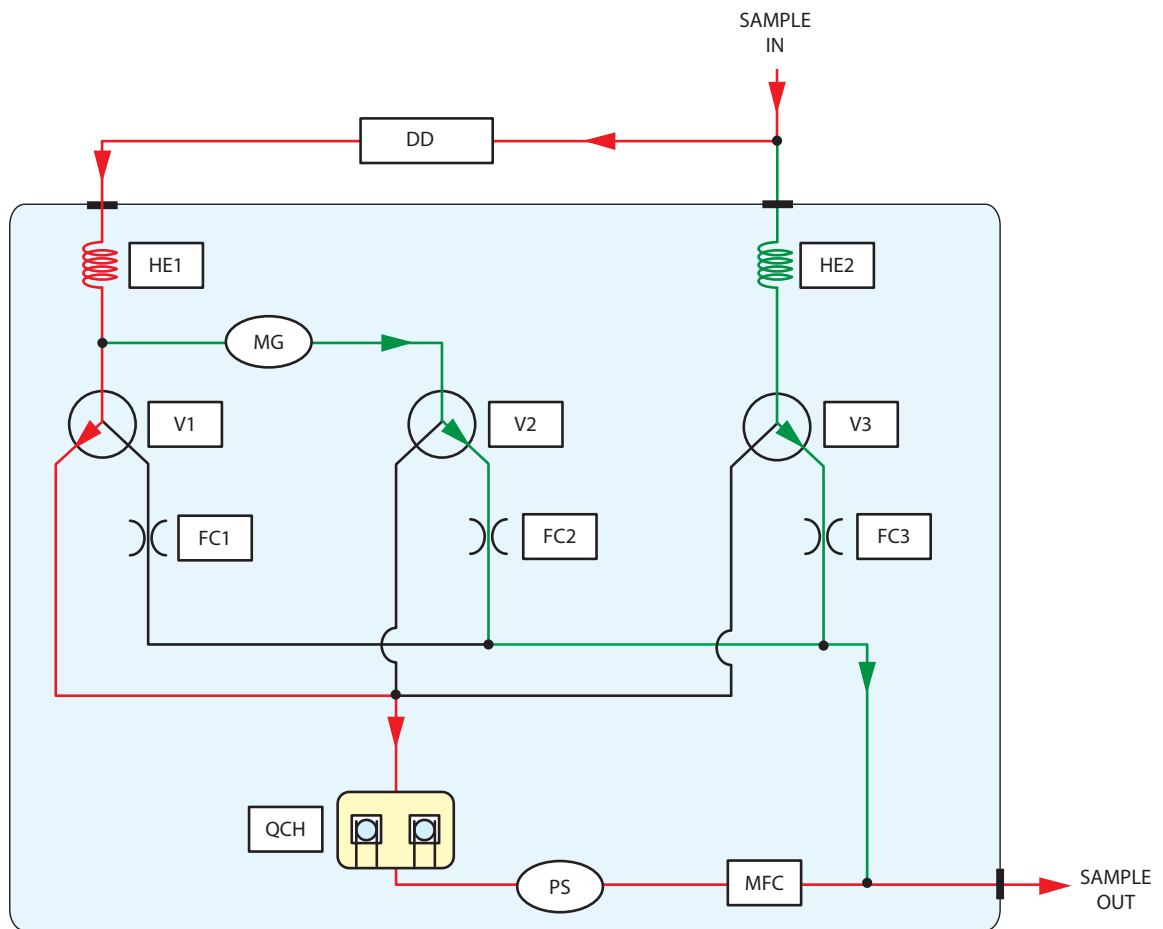 SAMPLE
IN
DD
HE1
HE2
MG
V1
V2
V3
FC1
FC2
FC3
QCH
PS
MFC
SAMPLE
OUT